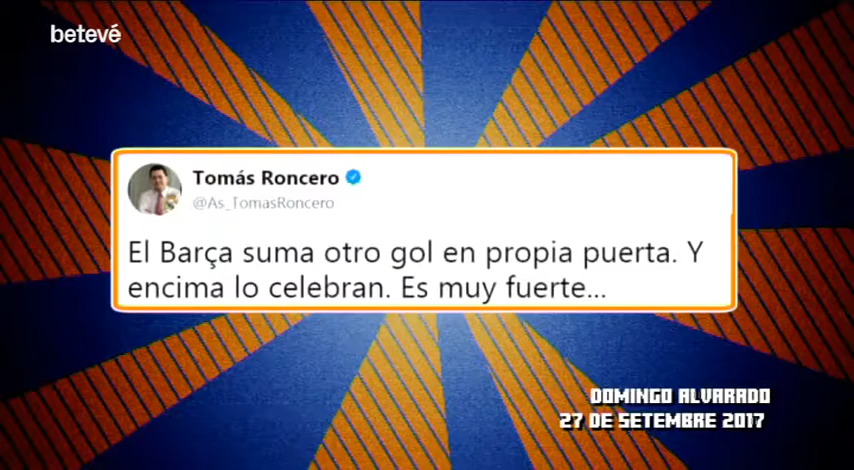 betevé
Tomás Roncero
@As_TomasRoncero
El Barça suma otro gol en propia puerta. Y
encima lo celebran. Es muy fuerte...
DOMINGO ALVARADO
27 DE SETEMBRE 2017